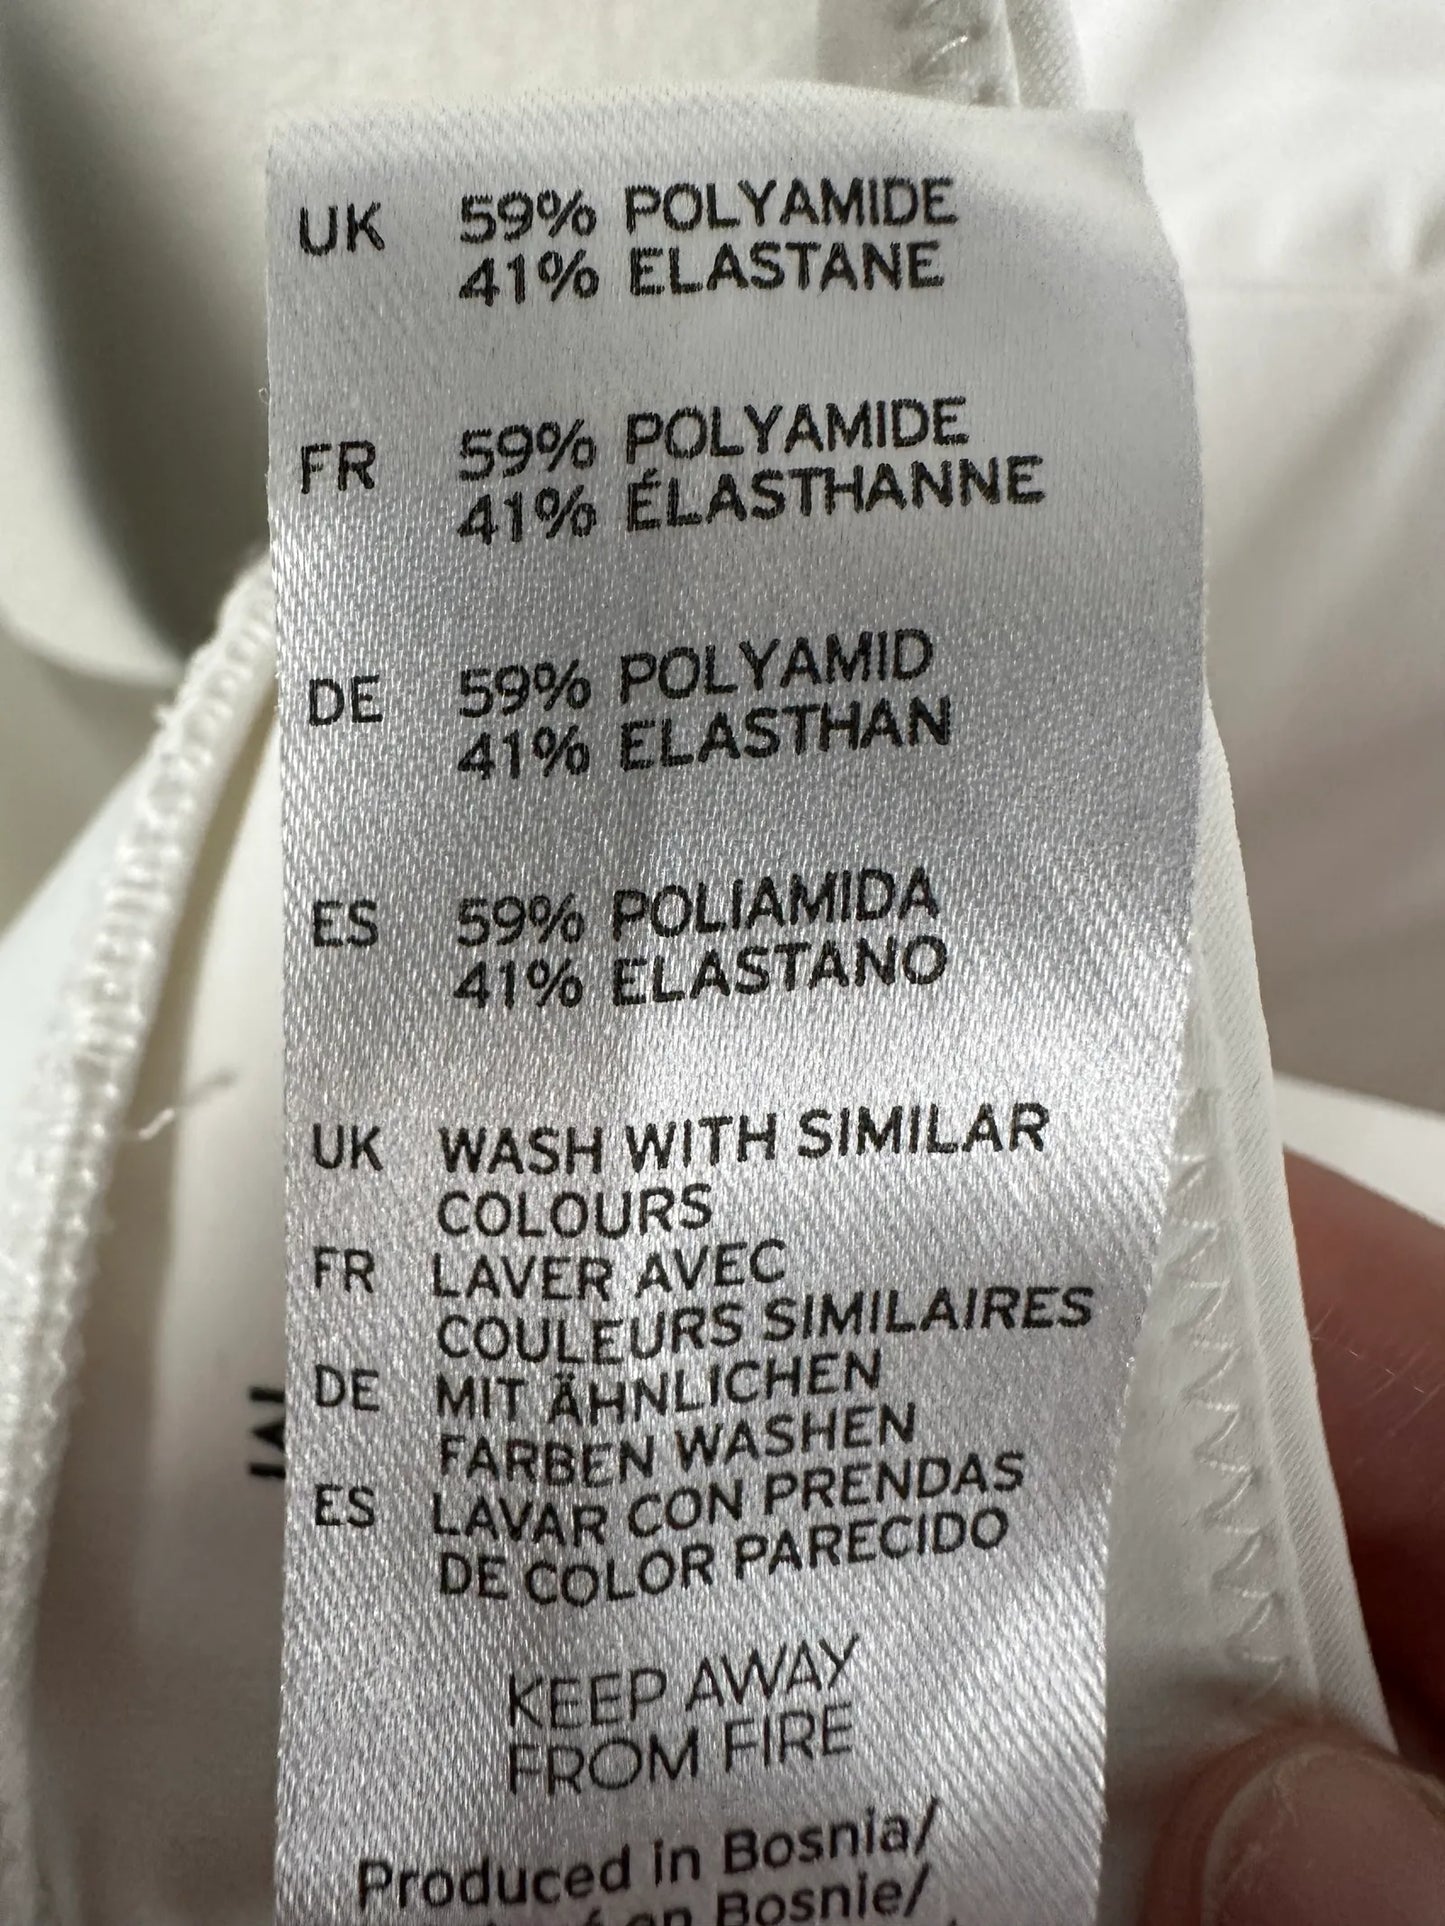 UK 59% POLYAMIDE
41% ELASTANE
FR 59% POLYAMIDE
41% ÉLASTHANNE
DE 59% POLYAMID
41% ELASTHAN
ES 59% POLIAMIDA
41% ELASTANO
UK WASH WITH SIMILAR
COLOURS
FR LAVER AVEC
COULEURS SIMILAIRES
DE MIT ÄHNLICHEN
FARBEN WASHEN
ES LAVAR CON PRENDAS
DE COLOR PARECIDO
KEEP AWAY
FROM FIRE
Produced in Bosnia/
en Bosnie/